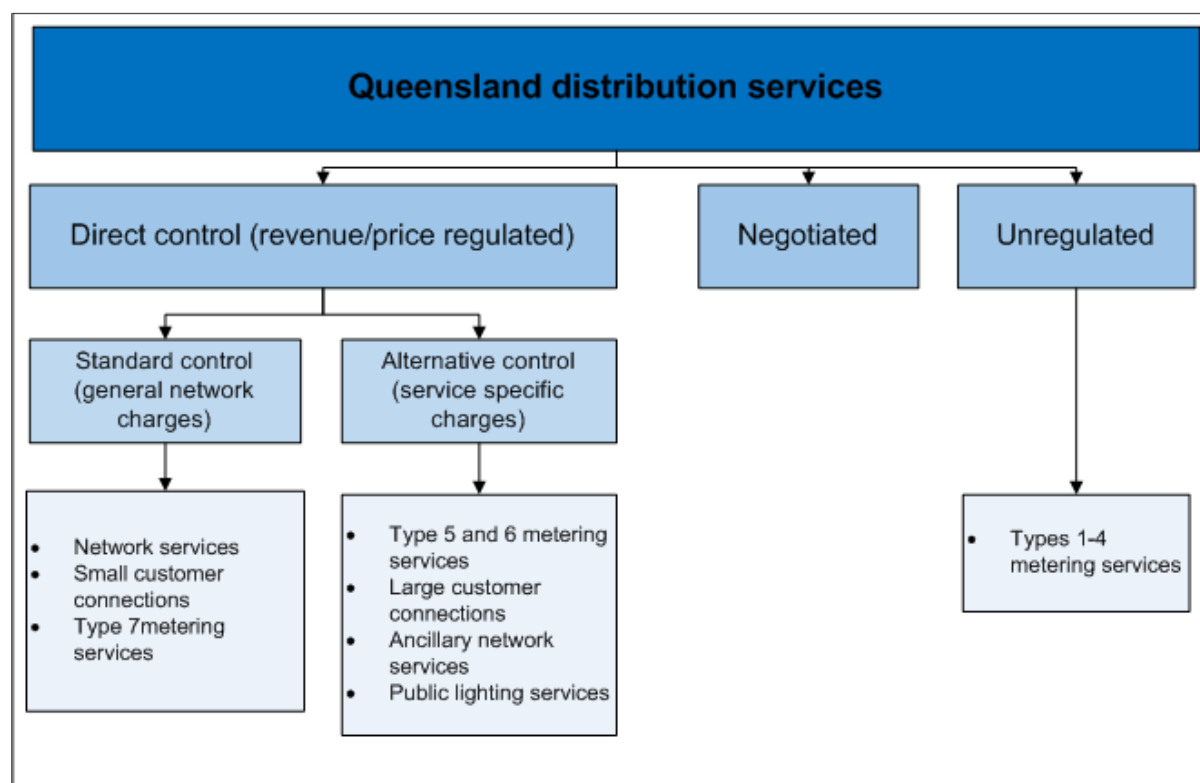 Queensland distribution services
Direct control (revenue/price regulated)
Negotiated
Unregulated
Standard control
(general network
charges)
Alternative control
(service specific
charges)
• Network services
• Small customer
connections
• Type 7metering
services
• Type 5 and 6 metering
services
• Large customer
connections
• Ancillary network
services
• Public lighting services
• Types 1-4
metering services